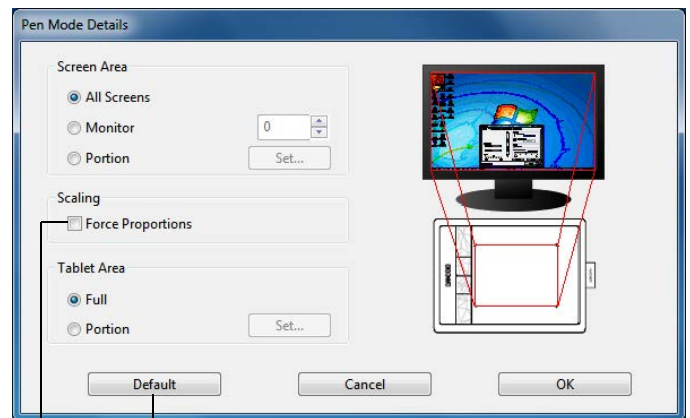 Pen Mode Details
Screen Area
All Screens
Monitor
0
Portion
Set...
Scaling
Force Proportions
Tablet Area
Full
Portion
Set...
Default
Cancel
OK